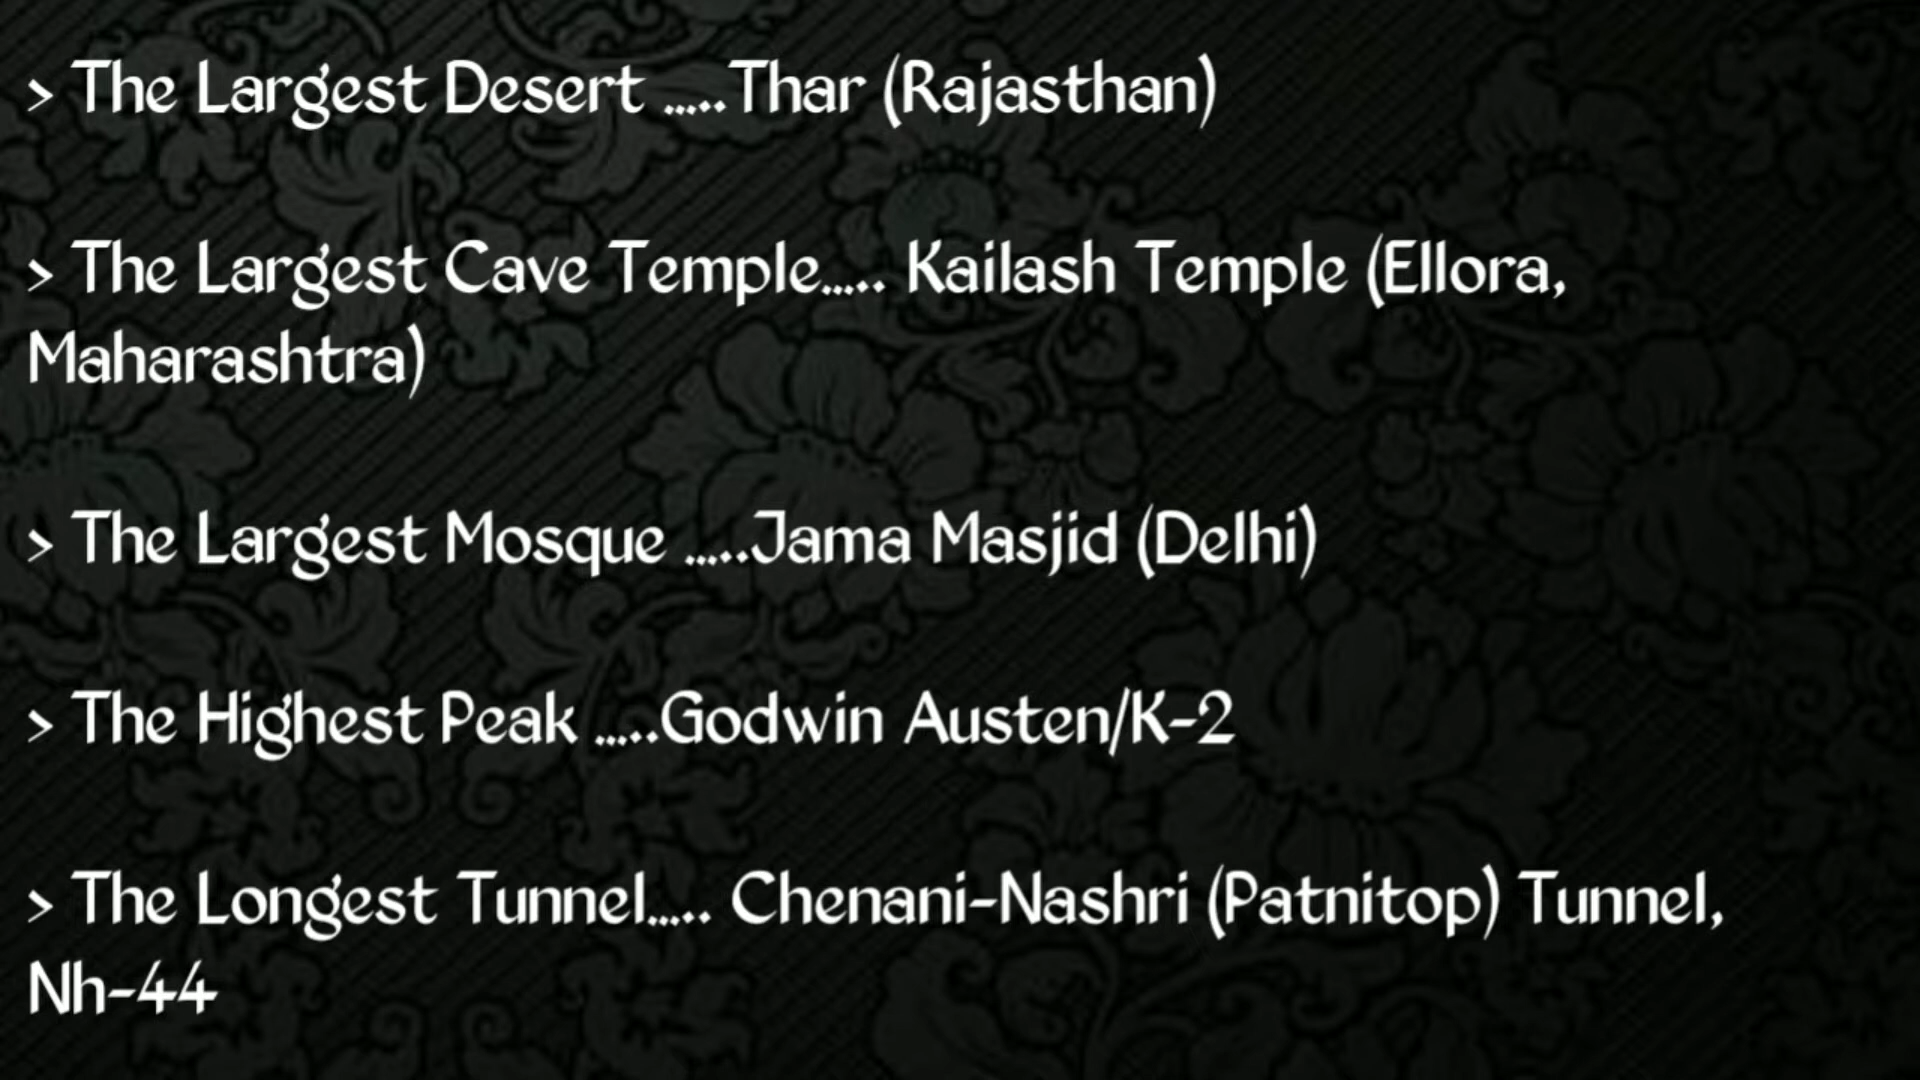 > The Largest Desert .....Thar (Rajasthan)
> The Largest Cave Temple..... Kailash Temple (Ellora,
Maharashtra)
> The Largest Mosque .....Jama Masjid (Delhi)
> The Highest Peak .....Godwin Austen/K-2
> The Longest Tunnel..... Chenani-Nashri (Patnitop) Tunnel,
Nh-44